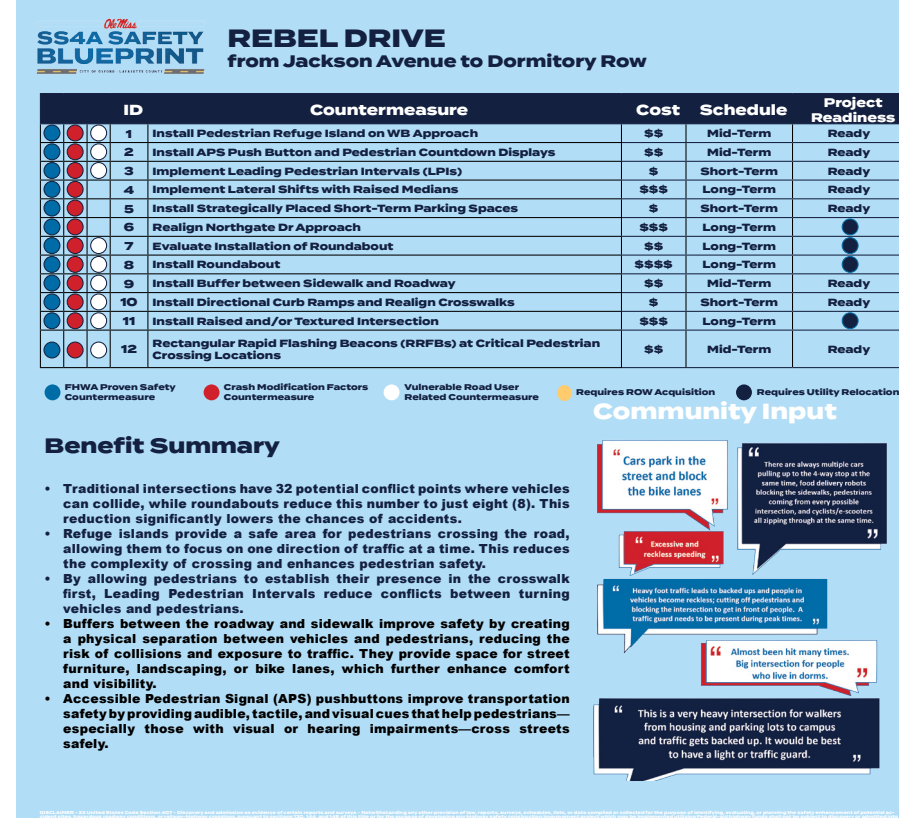 Ole Miss
SS4A SAFETY
BLUEPRINT
CITY OF OXFORD · LAFAYETTE COUNTY
REBEL DRIVE
from Jackson Avenue to Dormitory Row
ID Countermeasure Cost Schedule Project Readiness
1 Install Pedestrian Refuge Island on WB Approach $$ Mid-Term Ready
2 Install APS Push Button and Pedestrian Countdown Displays $$ Mid-Term Ready
3 Implement Leading Pedestrian Intervals (LPIs) $ Short-Term Ready
4 Implement Lateral Shifts with Raised Medians $$$ Long-Term Ready
5 Install Strategically Placed Short-Term Parking Spaces $ Short-Term Ready
6 Realign Northgate Dr Approach $$$ Long-Term
7 Evaluate Installation of Roundabout $$ Long-Term
8 Install Roundabout $$$$ Long-Term
9 Install Buffer between Sidewalk and Roadway $$ Mid-Term Ready
10 Install Directional Curb Ramps and Realign Crosswalks $ Short-Term Ready
11 Install Raised and/or Textured Intersection $$$ Long-Term
12 Rectangular Rapid Flashing Beacons (RRFBs) at Critical Pedestrian
Crossing Locations $$ Mid-Term Ready
FHWA Proven Safety
Countermeasure
Crash Modification Factors
Countermeasure
Vulnerable Road User
Related Countermeasure
Requires ROW Acquisition
Requires Utility Relocation
Benefit Summary
• Traditional intersections have 32 potential conflict points where vehicles
can collide, while roundabouts reduce this number to just eight (8). This
reduction significantly lowers the chances of accidents.
• Refuge islands provide a safe area for pedestrians crossing the road,
allowing them to focus on one direction of traffic at a time. This reduces
the complexity of crossing and enhances pedestrian safety.
• By allowing pedestrians to establish their presence in the crosswalk
first, Leading Pedestrian Intervals reduce conflicts between turning
vehicles and pedestrians.
• Buffers between the roadway and sidewalk improve safety by creating
a physical separation between vehicles and pedestrians, reducing the
risk of collisions and exposure to traffic. They provide space for street
furniture, landscaping, or bike lanes, which further enhance comfort
and visibility.
• Accessible Pedestrian Signal (APS) pushbuttons improve transportation
safety by providing audible, tactile, and visual cues that help pedestrians—
especially those with visual or hearing impairments—cross streets
safely.
Community Input
“ Cars park in the
street and block
the bike lanes ”
“ There are always multiple cars
pulling up to the 4-way stop at the
same time, food delivery robots
blocking the sidewalks, pedestrians
coming from every possible
intersection, and cyclists/e-scooters
all zipping through at the same time. ”
“ Excessive and
reckless speeding ”
“ Heavy foot traffic leads to backed ups and people in
vehicles become reckless; cutting off pedestrians and
blocking the intersection to get in front of people. A
traffic guard needs to be present during peak times. ”
“ Almost been hit many times.
Big intersection for people
who live in dorms. ”
“ This is a very heavy intersection for walkers
from housing and parking lots to campus
and traffic gets backed up. It would be best
to have a light or traffic guard. ”